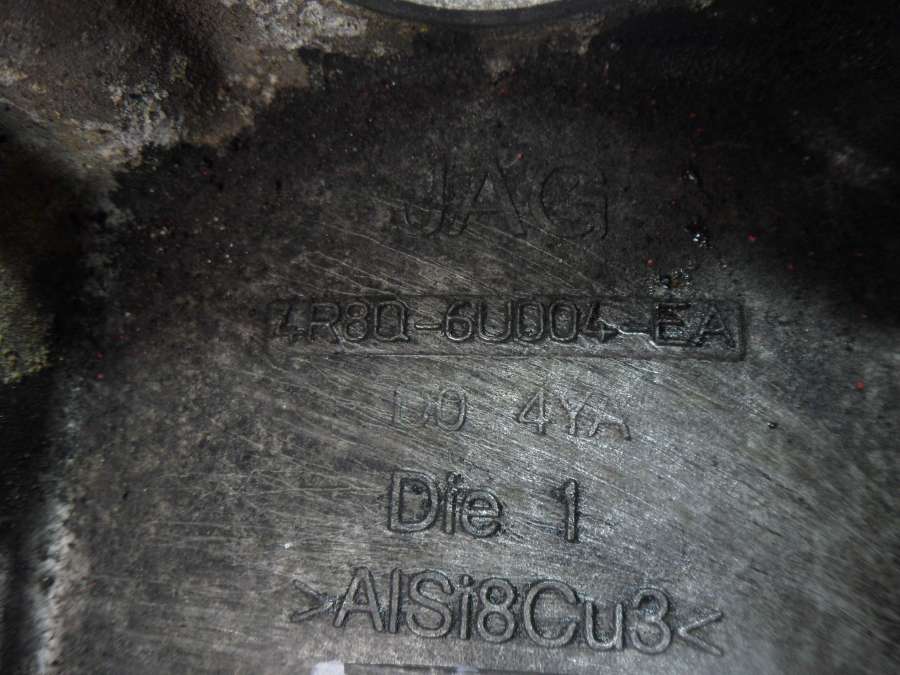 JAG
4R8Q-6U004-EA
D0 4YA
Die 1
>AlSi8Cu3<